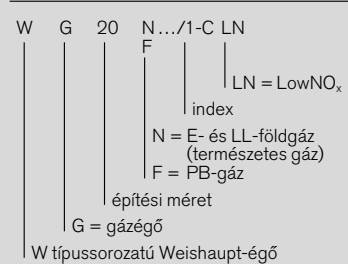 W G 20 N…/1-C LN
F
LN = LowNOₓ
index
N = E- és LL-földgáz
(természetes gáz)
F = PB-gáz
építési méret
G = gázégő
W típussorozatú Weishaupt-égő